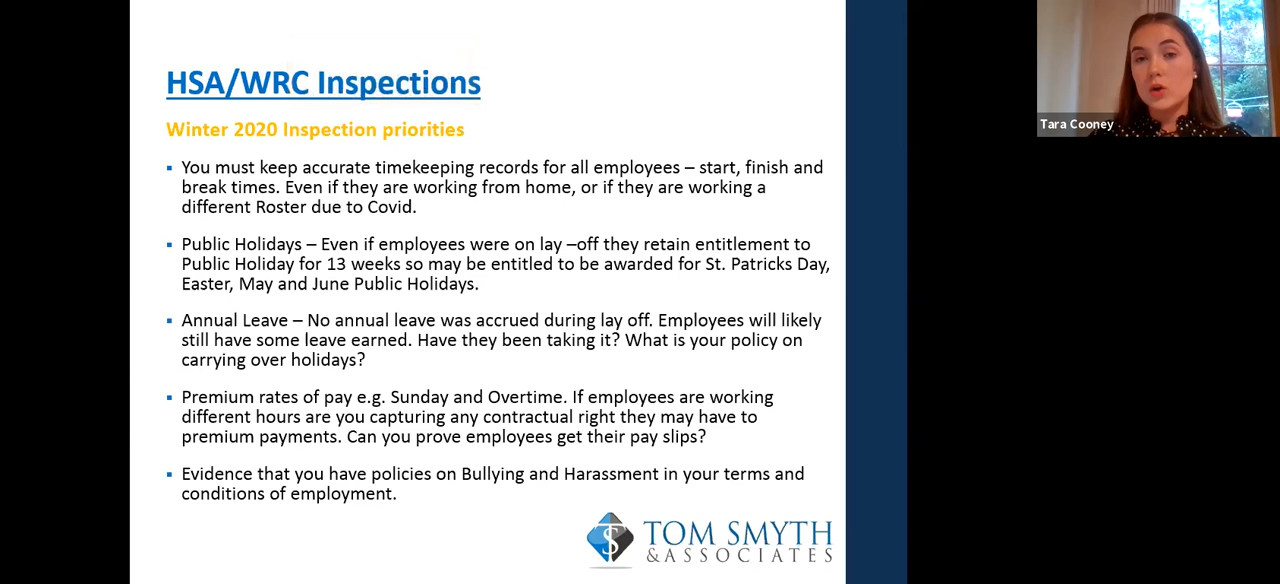 HSA/WRC Inspections
Winter 2020 Inspection priorities
▪ You must keep accurate timekeeping records for all employees – start, finish and
break times. Even if they are working from home, or if they are working a
different Roster due to Covid.
▪ Public Holidays – Even if employees were on lay –off they retain entitlement to
Public Holiday for 13 weeks so may be entitled to be awarded for St. Patricks Day,
Easter, May and June Public Holidays.
▪ Annual Leave – No annual leave was accrued during lay off. Employees will likely
still have some leave earned. Have they been taking it? What is your policy on
carrying over holidays?
▪ Premium rates of pay e.g. Sunday and Overtime. If employees are working
different hours are you capturing any contractual right they may have to
premium payments. Can you prove employees get their pay slips?
▪ Evidence that you have policies on Bullying and Harassment in your terms and
conditions of employment.
TOM SMYTH
& ASSOCIATES
Tara Cooney